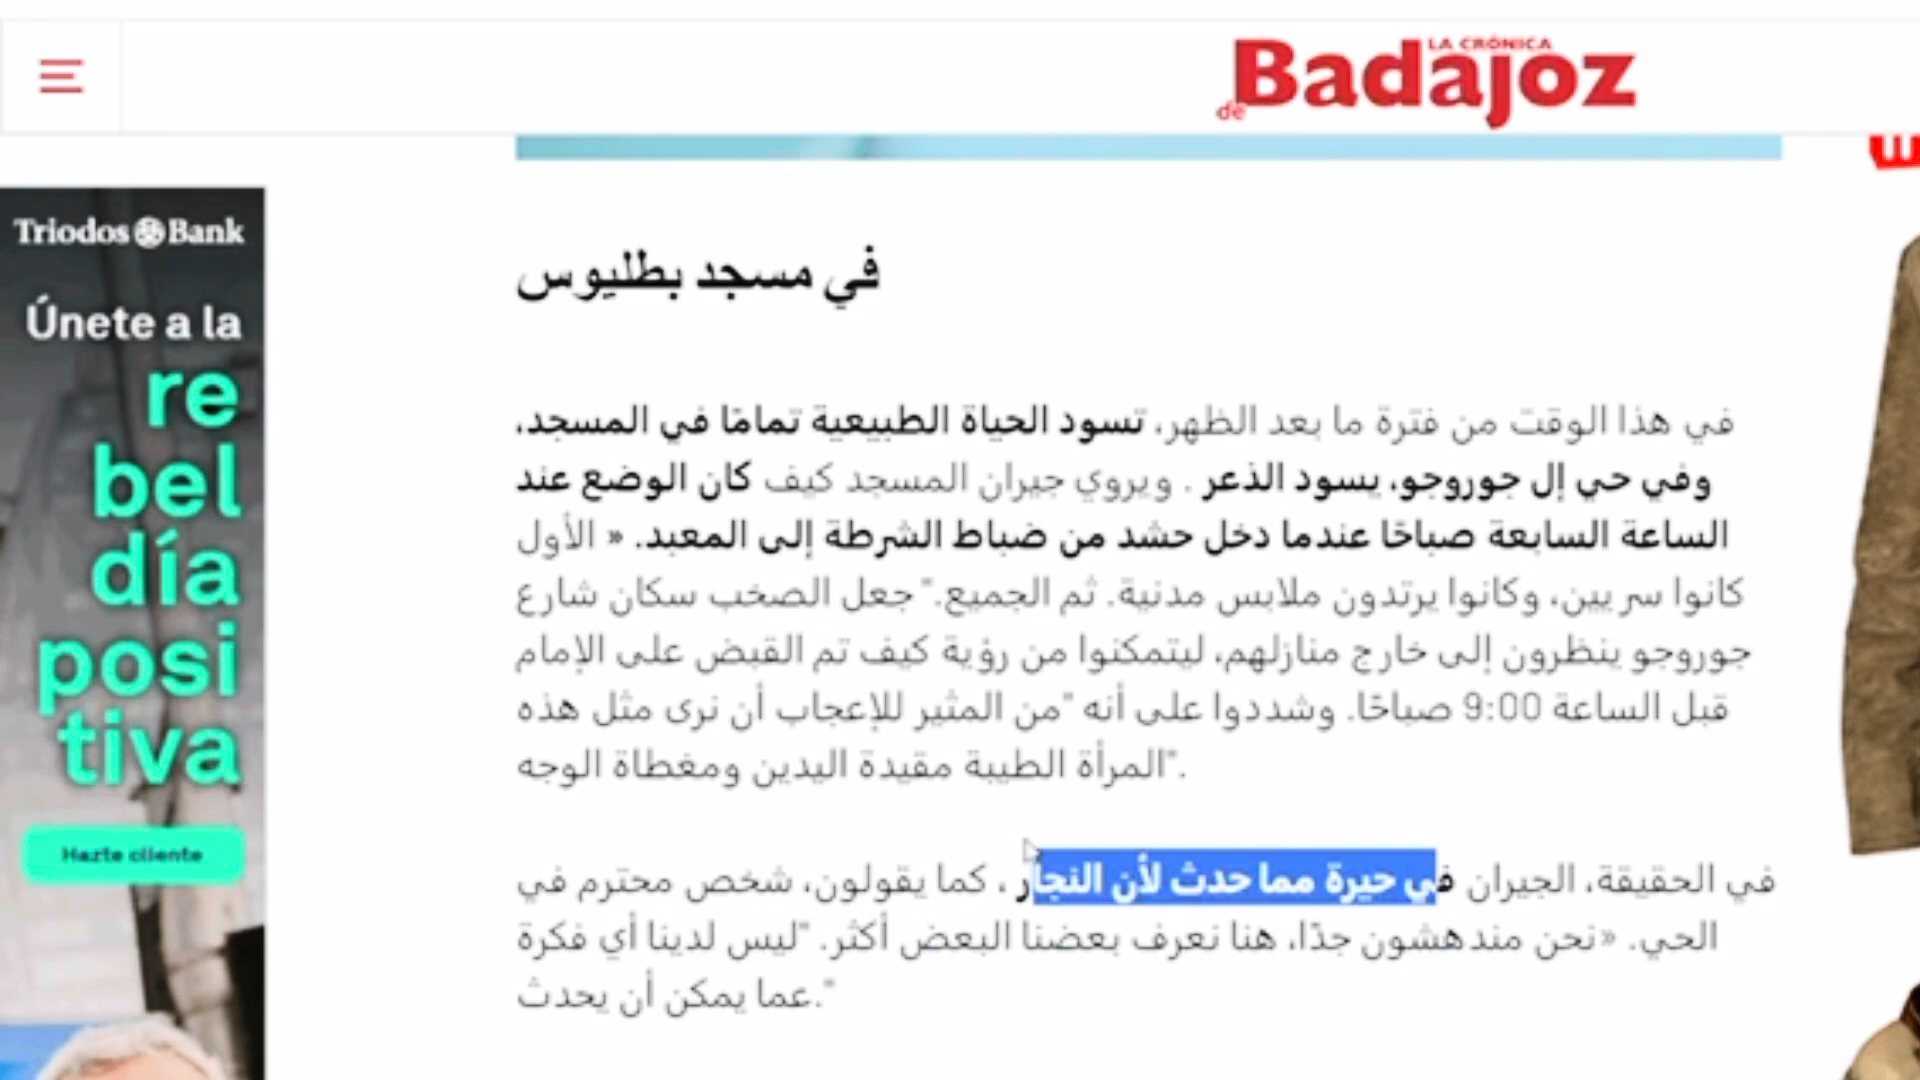 LA CRÓNICA
de Badajoz
Triodos Bank
Únete a la
re
bel
día
posi
tiva
Hazte cliente
في مسجد بطليوس
في هذا الوقت من فترة ما بعد الظهر، تسود الحياة الطبيعية تمامًا في المسجد،
وفي حي إل جوروجو، يسود الذعر . ويروي جيران المسجد كيف كان الوضع عند
الساعة السابعة صباحًا عندما دخل حشد من ضباط الشرطة إلى المعبد. « الأول
كانوا سريين، وكانوا يرتدون ملابس مدنية. ثم الجميع." جعل الصخب سكان شارع
جوروجو ينظرون إلى خارج منازلهم، ليتمكنوا من رؤية كيف تم القبض على الإمام
قبل الساعة 9:00 صباحًا. وشددوا على أنه "من المثير للإعجاب أن نرى مثل هذه
المرأة الطيبة مقيدة اليدين ومغطاة الوجه".
في الحقيقة، الجيران في حيرة مما حدث لأن النجار ، كما يقولون، شخص محترم في
الحي. «نحن مندهشون جدًا، هنا نعرف بعضنا البعض أكثر. "ليس لدينا أي فكرة
عما يمكن أن يحدث."